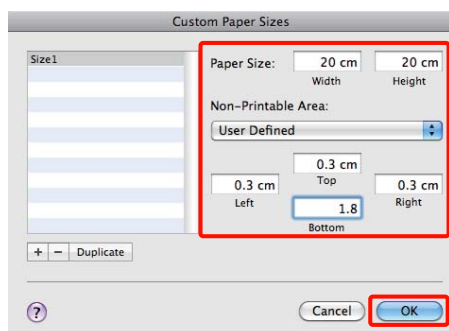 Custom Paper Sizes
Size1
Paper Size: 20 cm 20 cm
Width Height
Non-Printable Area:
User Defined
0.3 cm
Top
0.3 cm 0.3 cm
Left Right
1.8
Bottom
+ − Duplicate
? Cancel OK